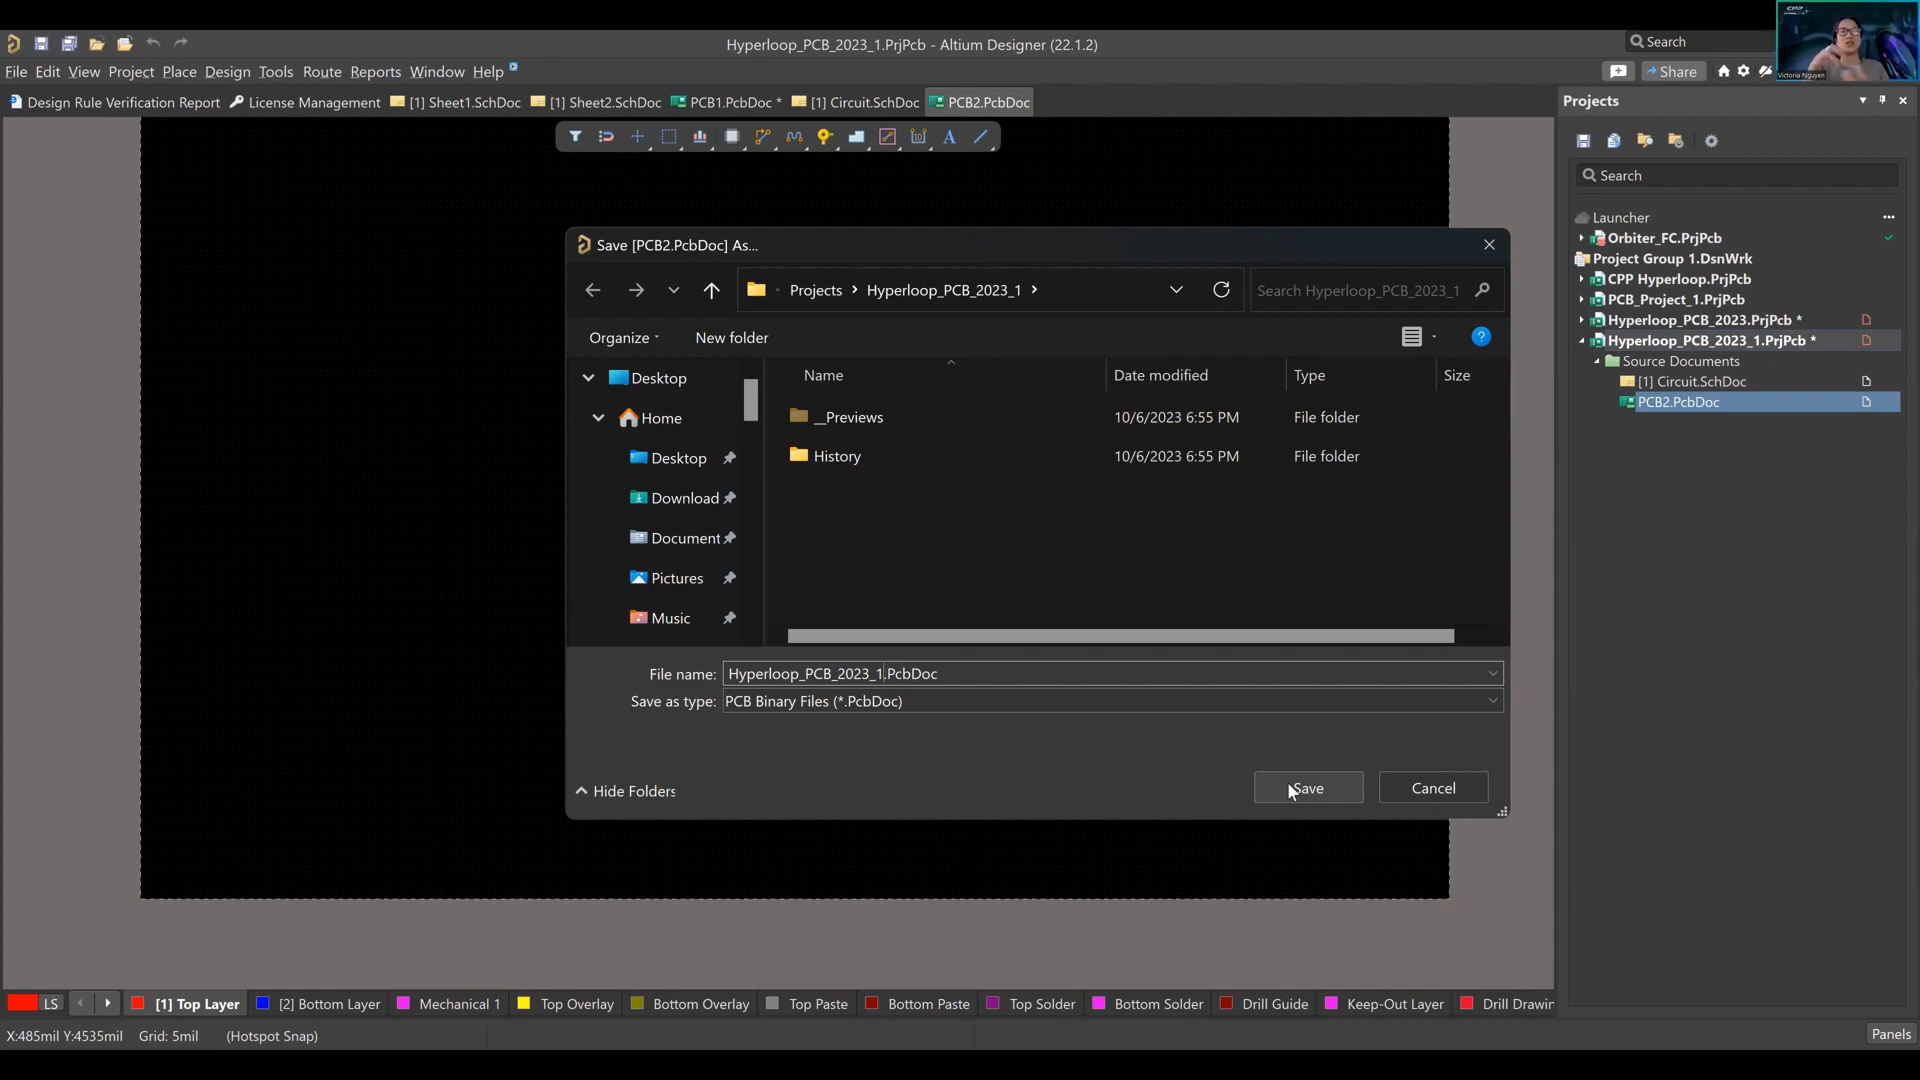 Hyperloop_PCB_2023_1.PrjPcb - Altium Designer (22.1.2)
Search
CPP
Victoria Nguyen
File Edit View Project Place Design Tools Route Reports Window Help
Share
Design Rule Verification Report License Management [1] Sheet1.SchDoc [1] Sheet2.SchDoc PCB1.PcbDoc * [1] Circuit.SchDoc PCB2.PcbDoc
Projects
Search
Launcher
Orbiter_FC.PrjPcb
Project Group 1.DsnWrk
CPP Hyperloop.PrjPcb
PCB_Project_1.PrjPcb
Hyperloop_PCB_2023.PrjPcb *
Hyperloop_PCB_2023_1.PrjPcb *
Source Documents
[1] Circuit.SchDoc
PCB2.PcbDoc
Save [PCB2.PcbDoc] As...
Projects > Hyperloop_PCB_2023_1 >
Search Hyperloop_PCB_2023_1
Organize
New folder
Name Date modified Type Size
Desktop
Home
Desktop
Download
Document
Pictures
Music
__Previews 10/6/2023 6:55 PM File folder
History 10/6/2023 6:55 PM File folder
File name: Hyperloop_PCB_2023_1.PcbDoc
Save as type: PCB Binary Files (*.PcbDoc)
Hide Folders
Save
Cancel
LS [1] Top Layer [2] Bottom Layer Mechanical 1 Top Overlay Bottom Overlay Top Paste Bottom Paste Top Solder Bottom Solder Drill Guide Keep-Out Layer Drill Drawin
X:485mil Y:4535mil Grid: 5mil (Hotspot Snap)
Panels